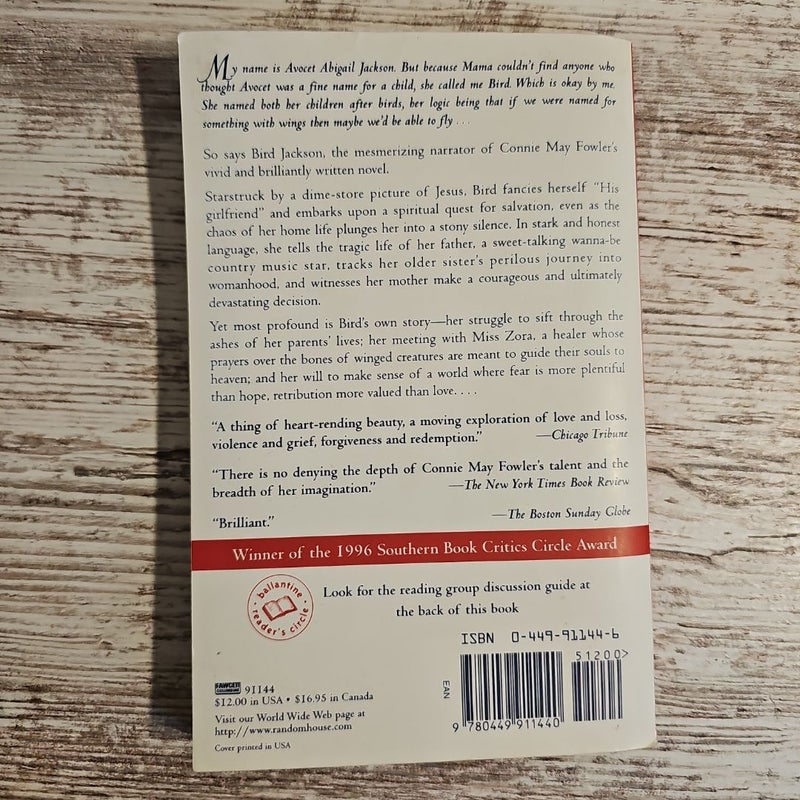 My name is Avocet Abigail Jackson. But because Mama couldn't find anyone who
thought Avocet was a fine name for a child, she called me Bird. Which is okay by me.
She named both her children after birds, her logic being that if we were named for
something with wings then maybe we'd be able to fly . . .
So says Bird Jackson, the mesmerizing narrator of Connie May Fowler's
vivid and brilliantly written novel.
Starstruck by a dime-store picture of Jesus, Bird fancies herself "His
girlfriend" and embarks upon a spiritual quest for salvation, even as the
chaos of her home life plunges her into a stony silence. In stark and honest
language, she tells the tragic life of her father, a sweet-talking wanna-be
country music star, tracks her older sister's perilous journey into
womanhood, and witnesses her mother make a courageous and ultimately
devastating decision.
Yet most profound is Bird's own story—her struggle to sift through the
ashes of her parents' lives; her meeting with Miss Zora, a healer whose
prayers over the bones of winged creatures are meant to guide their souls to
heaven; and her will to make sense of a world where fear is more plentiful
than hope, retribution more valued than love. . . .
"A thing of heart-rending beauty, a moving exploration of love and loss,
violence and grief, forgiveness and redemption." —Chicago Tribune
"There is no denying the depth of Connie May Fowler's talent and the
breadth of her imagination." —The New York Times Book Review
"Brilliant." —The Boston Sunday Globe
Winner of the 1996 Southern Book Critics Circle Award
ballantine
reader's circle
Look for the reading group discussion guide at
the back of this book
ISBN 0-449-91144-6
51200>
EAN
9 780449 911440
FAWCETT
COLUMBINE
91144
$12.00 in USA • $16.95 in Canada
Visit our World Wide Web page at
http://www.randomhouse.com
Cover printed in USA